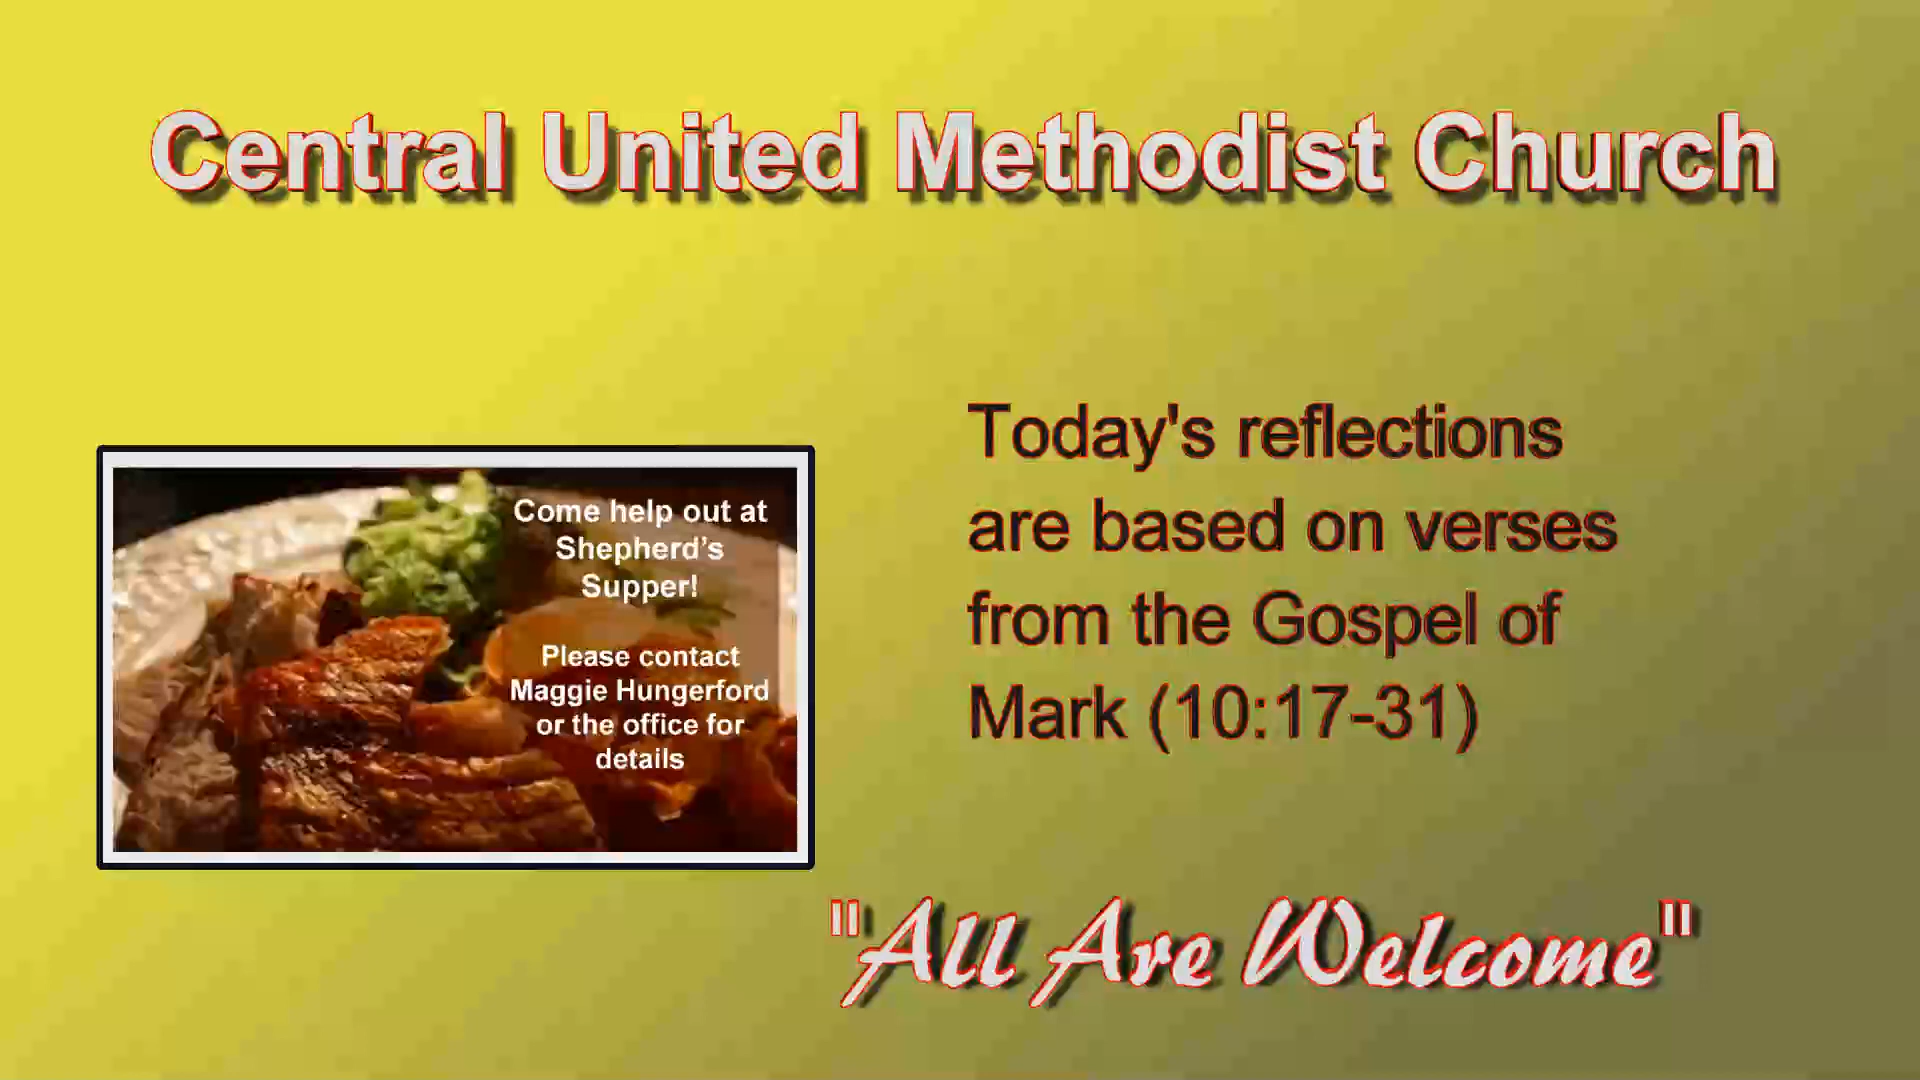 Central United Methodist Church
Come help out at
Shepherd’s
Supper!
Please contact
Maggie Hungerford
or the office for
details
Today's reflections
are based on verses
from the Gospel of
Mark (10:17-31)
"All Are Welcome"